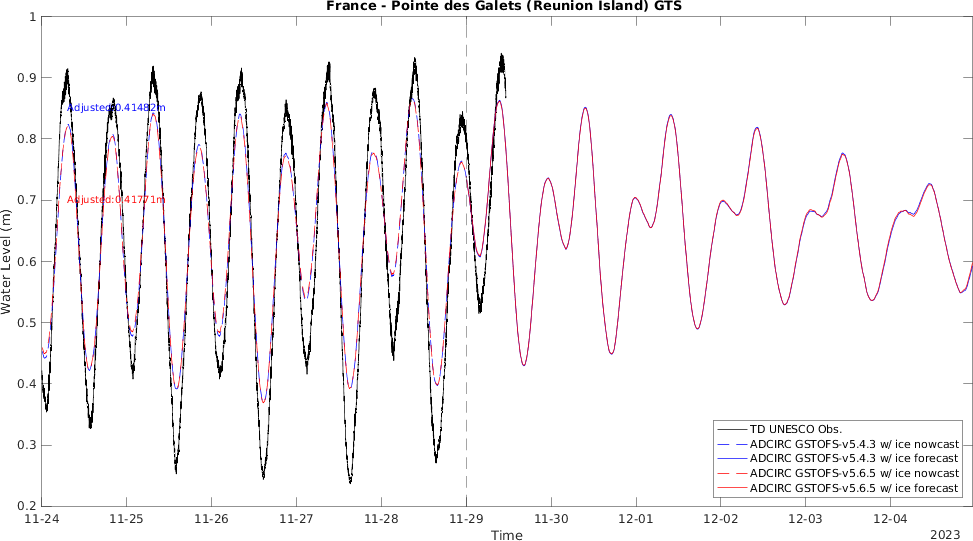 France - Pointe des Galets (Reunion Island) GTS
1
0.9
0.8
0.7
0.6
0.5
0.4
0.3
0.2
Water Level (m)
Adjusted:0.41482m
Adjusted:0.41771m
TD UNESCO Obs.
ADCIRC GSTOFS-v5.4.3 w/ ice nowcast
ADCIRC GSTOFS-v5.4.3 w/ ice forecast
ADCIRC GSTOFS-v5.6.5 w/ ice nowcast
ADCIRC GSTOFS-v5.6.5 w/ ice forecast
11-24 11-25 11-26 11-27 11-28 11-29 11-30 12-01 12-02 12-03 12-04
Time
2023